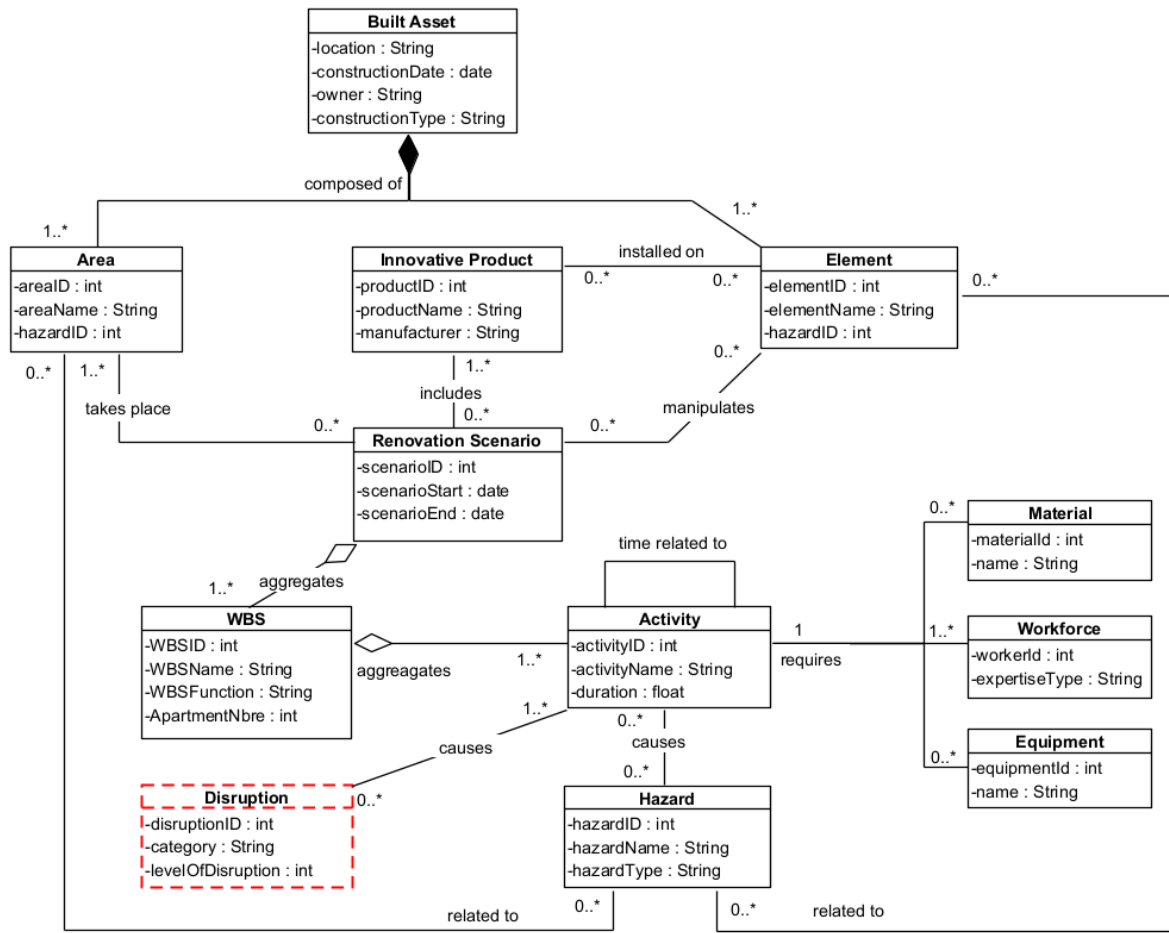 Built Asset
-location : String
-constructionDate : date
-owner : String
-constructionType : String
composed of
1..*
1..*
Area
-areaID : int
-areaName : String
-hazardID : int
Innovative Product
-productID : int
-productName : String
-manufacturer : String
installed on
0..*
0..*
Element
-elementID : int
-elementName : String
-hazardID : int
0..*
0..*
1..*
takes place
0..*
1..*
includes
0..*
0..*
manipulates
0..*
Renovation Scenario
-scenarioID : int
-scenarioStart : date
-scenarioEnd : date
aggregates
1..*
WBS
-WBSID : int
-WBSName : String
-WBSFunction : String
-ApartmentNbre : int
aggreagates
1..*
time related to
Activity
-activityID : int
-activityName : String
-duration : float
1
requires
0..*
Material
-materialId : int
-name : String
1..*
Workforce
-workerId : int
-expertiseType : String
0..*
Equipment
-equipmentId : int
-name : String
1..*
causes
0..*
0..*
causes
0..*
Disruption
-disruptionID : int
-category : String
-levelOfDisruption : int
Hazard
-hazardID : int
-hazardName : String
-hazardType : String
related to
0..*
0..*
related to